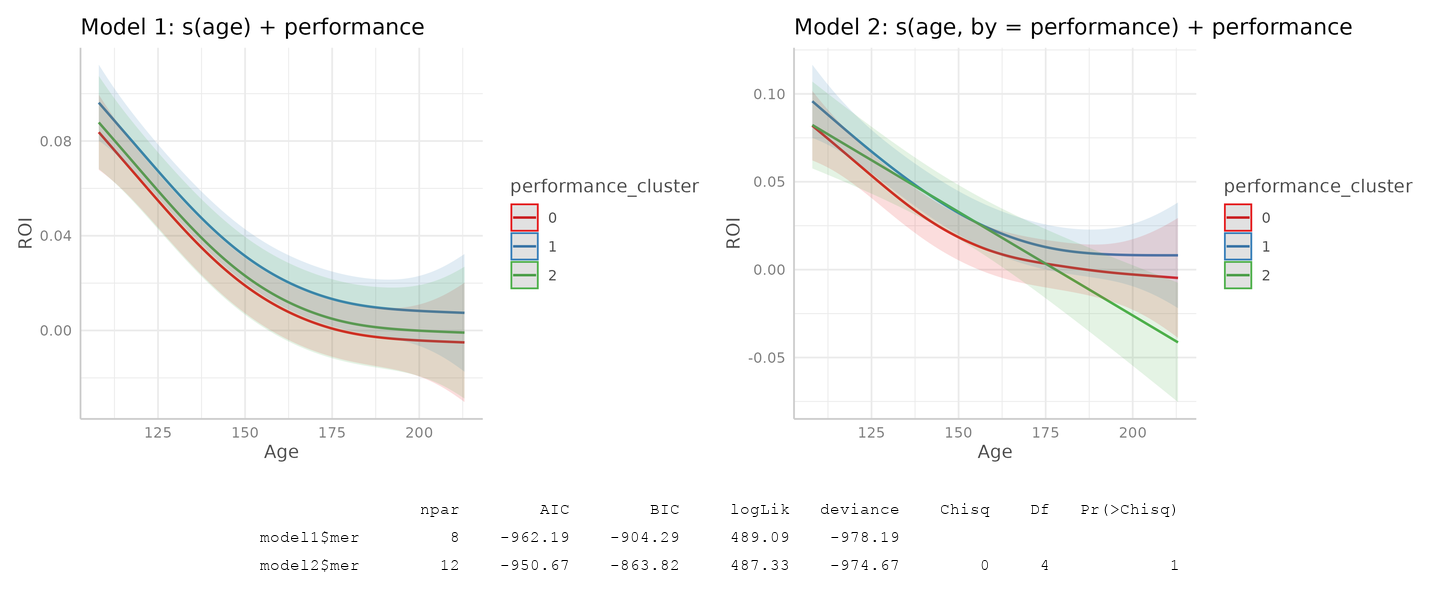 Model 1: s(age) + performance
0.08
0.04
0.00
ROI
125 150 175 200
Age
performance_cluster
0
1
2
Model 2: s(age, by = performance) + performance
0.10
0.05
0.00
-0.05
ROI
125 150 175 200
Age
performance_cluster
0
1
2
npar AIC BIC logLik deviance Chisq Df Pr(>Chisq)
model1$mer 8 -962.19 -904.29 489.09 -978.19
model2$mer 12 -950.67 -863.82 487.33 -974.67 0 4 1